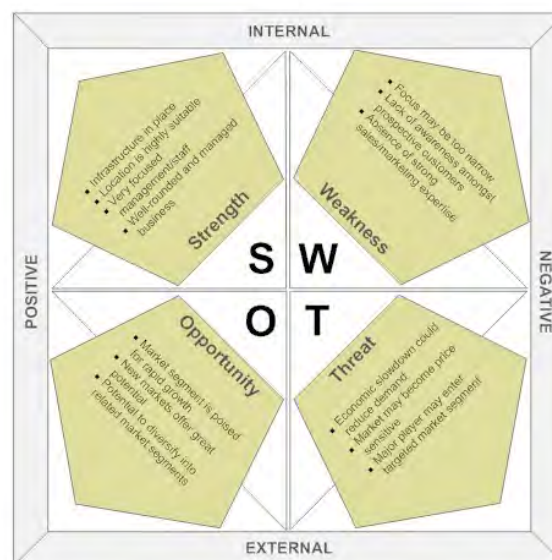 INTERNAL
POSITIVE
NEGATIVE
▪ Infrastructure in place
▪ Location is highly suitable
▪ Very focused
management/staff
▪ Well-rounded and managed
business
Strength
▪ Focus may be too narrow
▪ Lack of awareness amongst
prospective customers
▪ Absence of strong
sales/marketing expertise
Weakness
S W
O T
Opportunity
▪ Market segment is poised
for rapid growth
▪ New markets offer great
potential
▪ Potential to diversify into
related market segments
Threat
▪ Economic slowdown could
reduce demand
▪ Market may become price
sensitive
▪ Major player may enter
targeted market segment
EXTERNAL